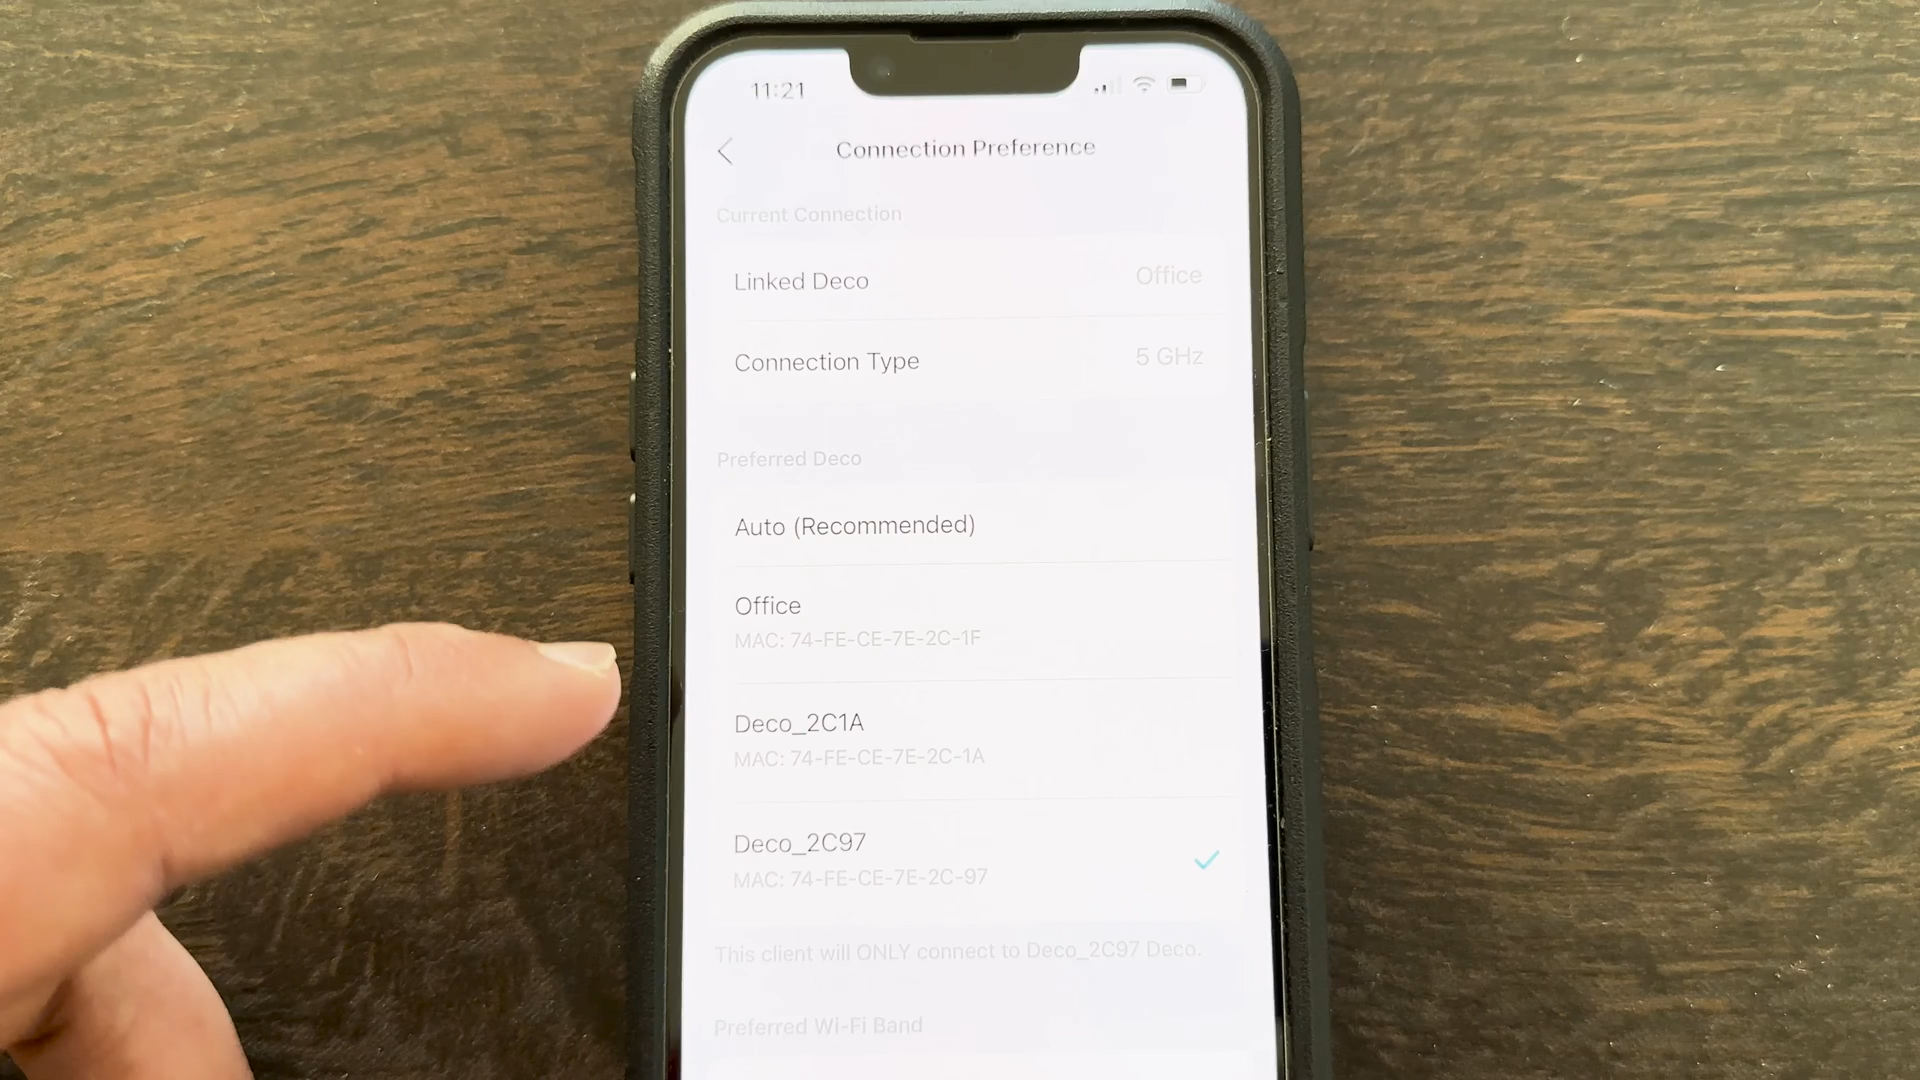 11:21
Connection Preference
Current Connection
Linked Deco Office
Connection Type 5 GHz
Preferred Deco
Auto (Recommended)
Office
MAC: 74-FE-CE-7E-2C-1F
Deco_2C1A
MAC: 74-FE-CE-7E-2C-1A
Deco_2C97
MAC: 74-FE-CE-7E-2C-97
This client will ONLY connect to Deco_2C97 Deco.
Preferred Wi-Fi Band